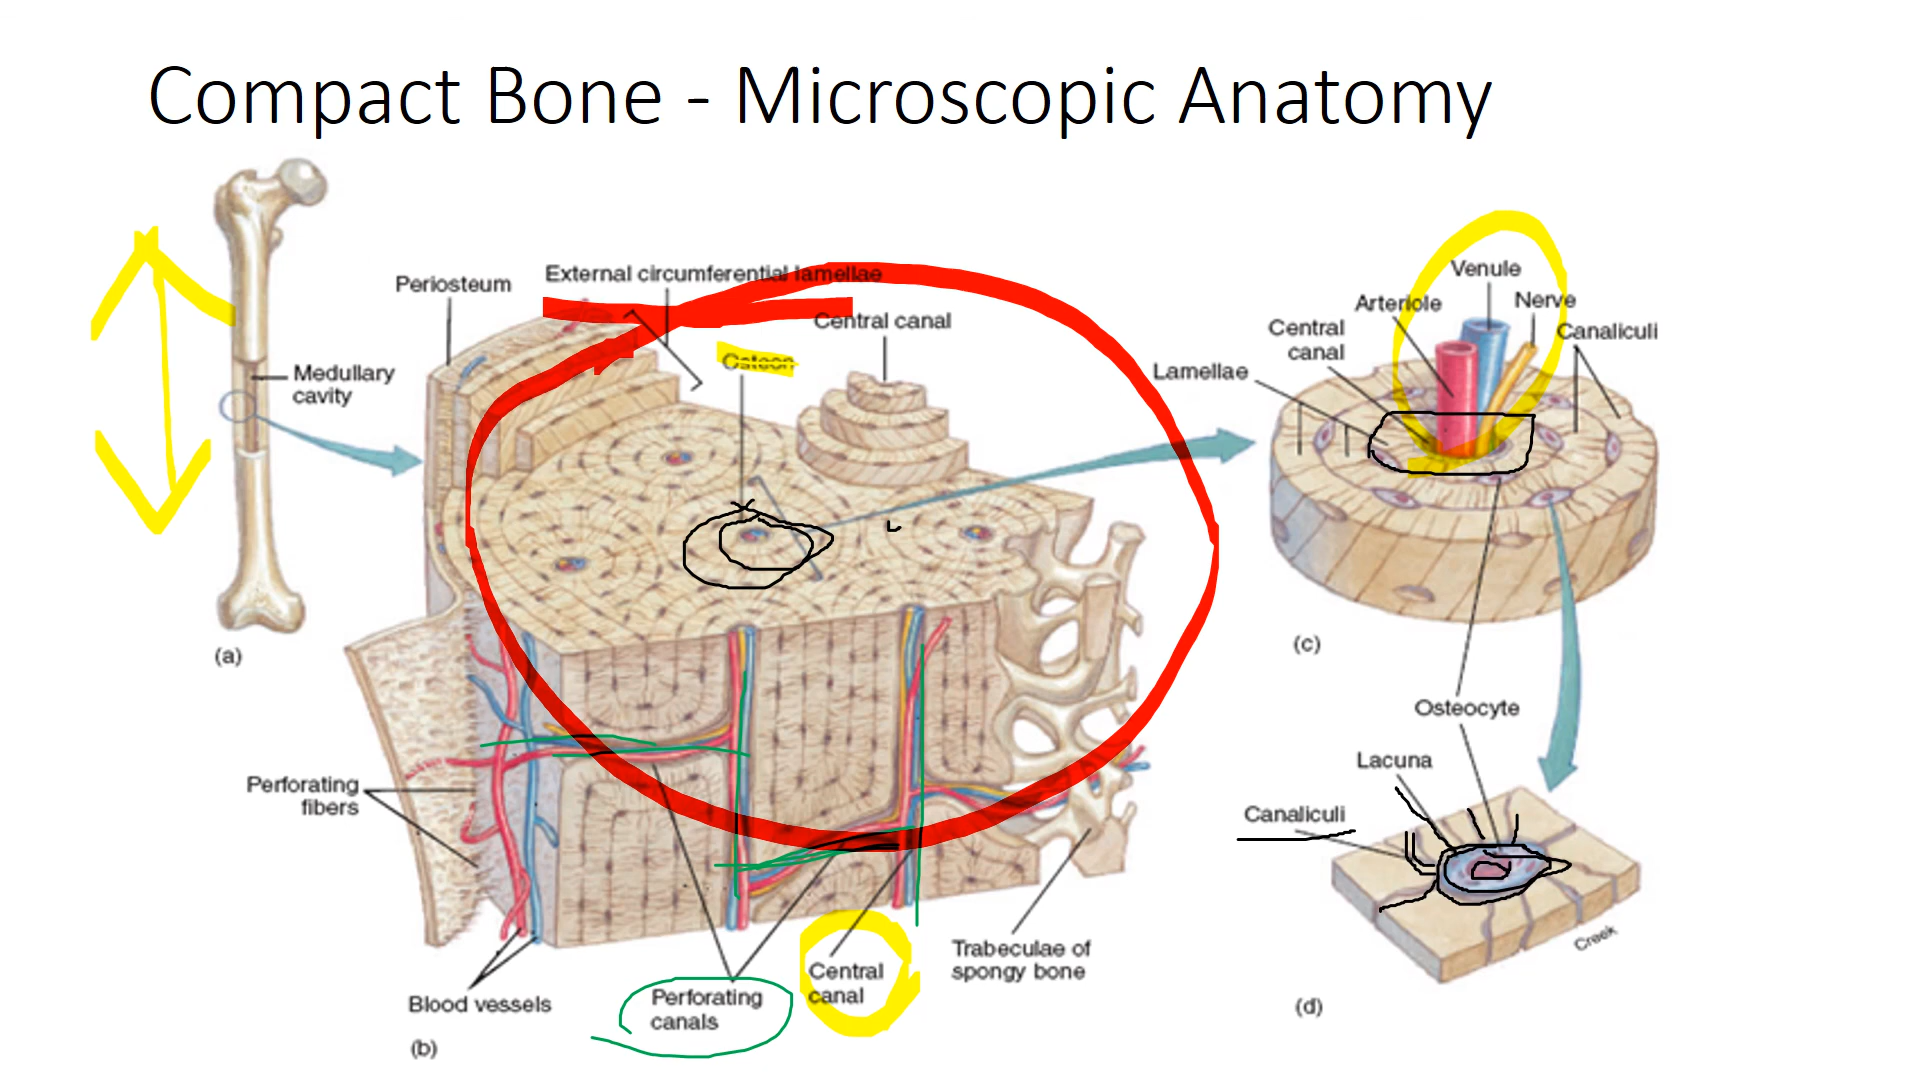 Compact Bone - Microscopic Anatomy
Periosteum
External circumferential lamellae
Central canal
Osteon
Medullary
cavity
(a)
Perforating
fibers
Blood vessels
Perforating
canals
Central
canal
Trabeculae of
spongy bone
(b)
Venule
Arteriole
Nerve
Central
canal
Canaliculi
Lamellae
(c)
Osteocyte
Lacuna
Canaliculi
Creek
(d)